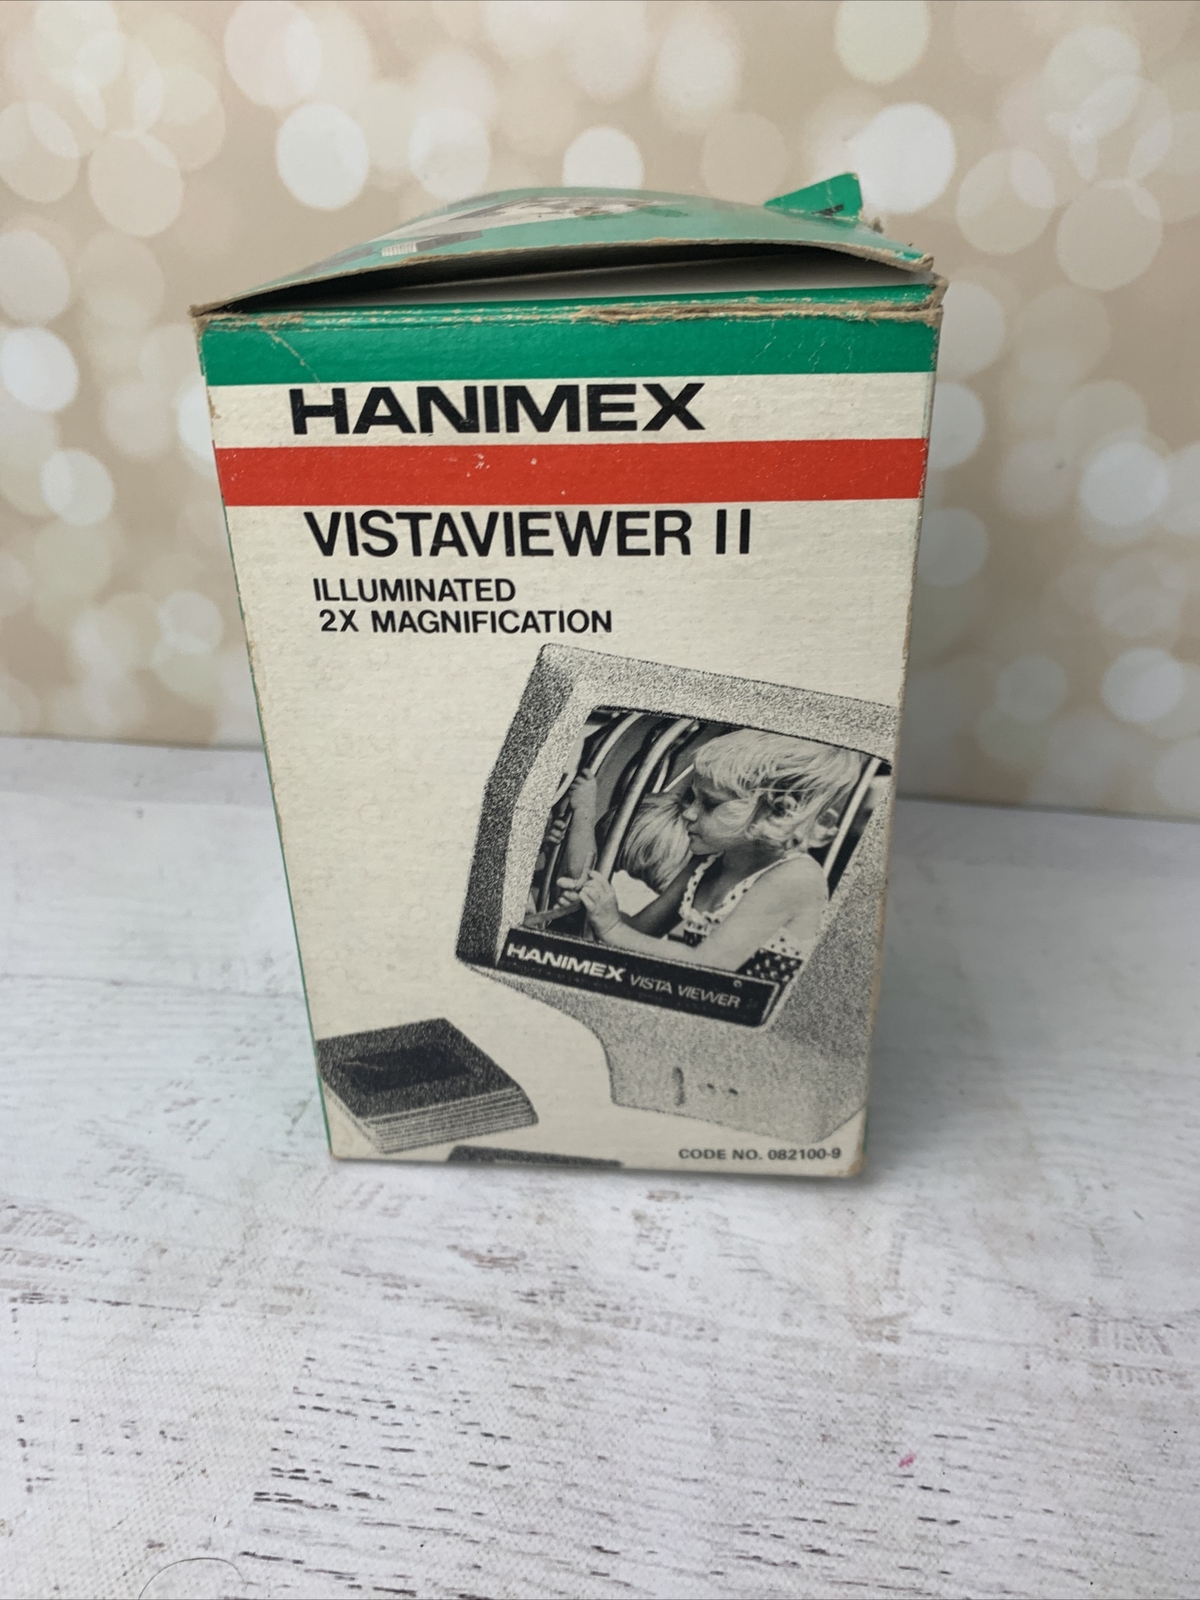 HANIMEX
VISTAVIEWER II
ILLUMINATED
2X MAGNIFICATION
HANIMEX VISTA VIEWER
CODE NO. 082100-9